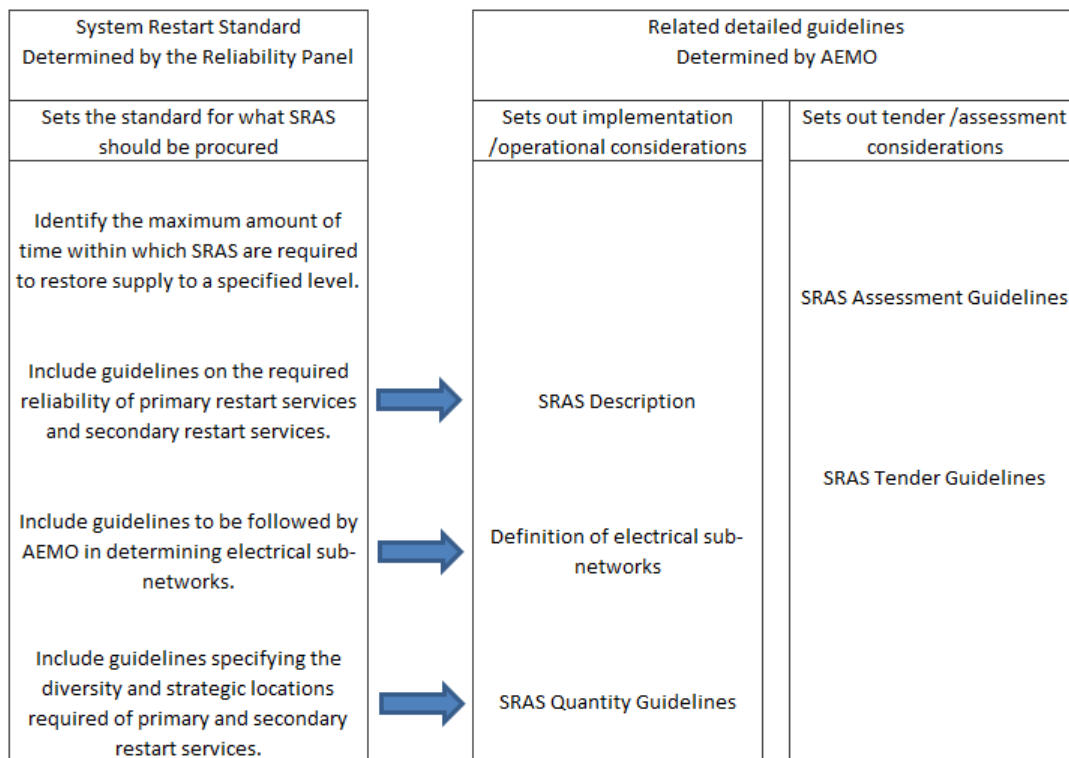 System Restart Standard
Determined by the Reliability Panel
Related detailed guidelines
Determined by AEMO
Sets the standard for what SRAS
should be procured
Sets out implementation
/operational considerations
Sets out tender /assessment
considerations
Identify the maximum amount of
time within which SRAS are required
to restore supply to a specified level.
Include guidelines on the required
reliability of primary restart services
and secondary restart services.
Include guidelines to be followed by
AEMO in determining electrical sub-
networks.
Include guidelines specifying the
diversity and strategic locations
required of primary and secondary
restart services.
SRAS Description
Definition of electrical sub-
networks
SRAS Quantity Guidelines
SRAS Assessment Guidelines
SRAS Tender Guidelines